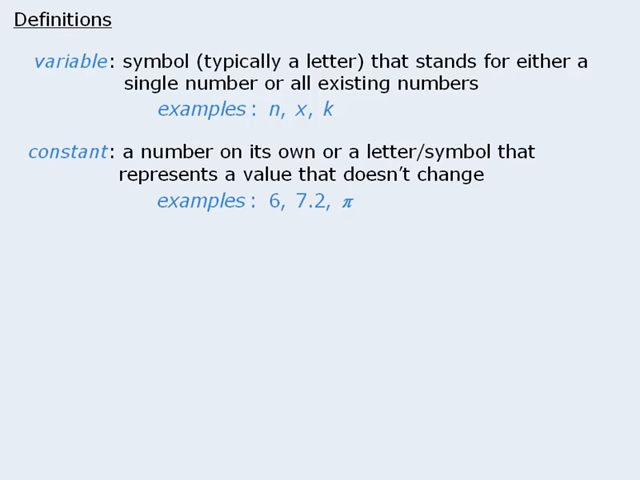 Definitions
variable: symbol (typically a letter) that stands for either a
single number or all existing numbers
examples: n, x, k
constant: a number on its own or a letter/symbol that
represents a value that doesn’t change
examples: 6, 7.2, π